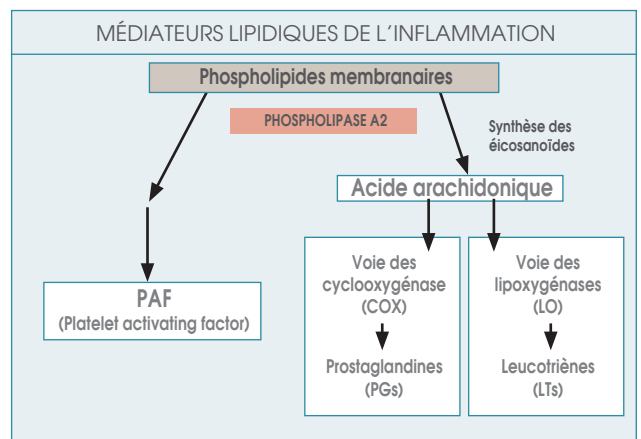 MÉDIATEURS LIPIDIQUES DE L'INFLAMMATION
Phospholipides membranaires
PHOSPHOLIPASE A2
Synthèse des
éicosanoïdes
Acide arachidonique
PAF
(Platelet activating factor)
Voie des
cyclooxygénase
(COX)
Prostaglandines
(PGs)
Voie des
lipoxygénases
(LO)
Leucotriènes
(LTs)